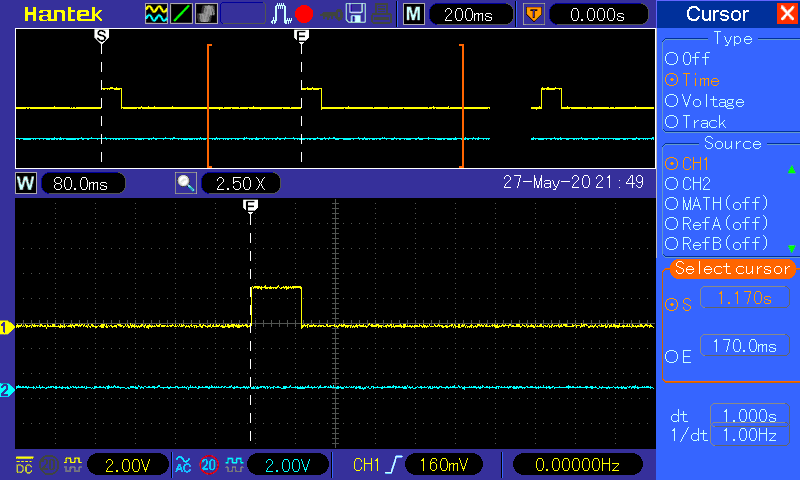 Hantek M 200ms T 0.000s Cursor
S E
Type
Off
Time
Voltage
Track
Source
CH1
CH2
MATH(off)
RefA(off)
RefB(off)
W 80.0ms 2.50 X 27-May-20 21:49
E
Select cursor
S 1.170s
E 170.0ms
dt 1.000s
1/dt 1.00Hz
1
2
DC 20 2.00V AC 20 2.00V CH1 160mV 0.00000Hz